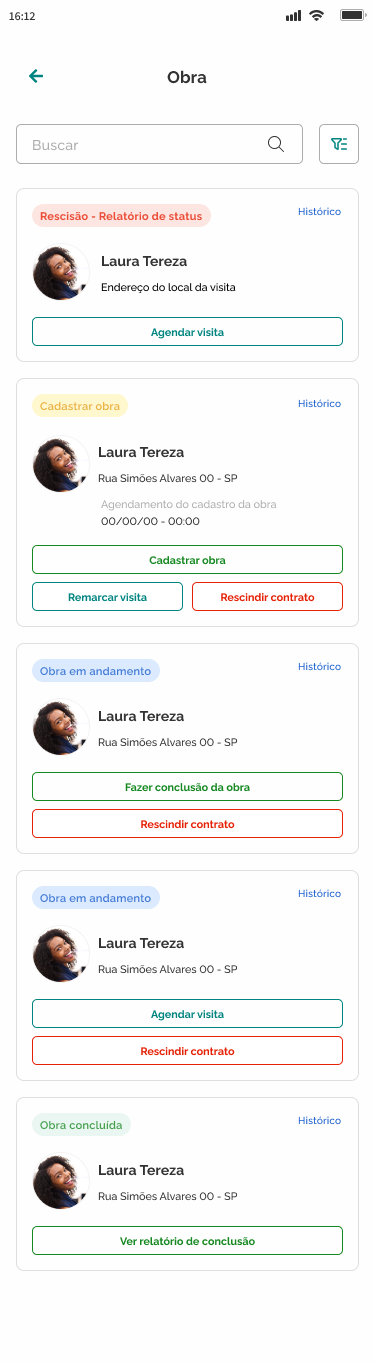 16:12
Obra
Buscar
Rescisão - Relatório de status
Histórico
Laura Tereza
Endereço do local da visita
Agendar visita
Cadastrar obra
Histórico
Laura Tereza
Rua Simões Alvares 00 - SP
Agendamento do cadastro da obra
00/00/00 - 00:00
Cadastrar obra
Remarcar visita
Rescindir contrato
Obra em andamento
Histórico
Laura Tereza
Rua Simões Alvares 00 - SP
Fazer conclusão da obra
Rescindir contrato
Obra em andamento
Histórico
Laura Tereza
Rua Simões Alvares 00 - SP
Agendar visita
Rescindir contrato
Obra concluída
Histórico
Laura Tereza
Rua Simões Alvares 00 - SP
Ver relatório de conclusão